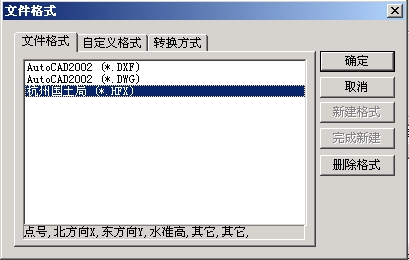 文件格式
文件格式 自定义格式 转换方式
AutoCAD2002 (*.DXF)
AutoCAD2002 (*.DWG)
杭州国土局 (*.HFX)
点号,北方向X,东方向Y,水准高,其它,其它,
确定
取消
新建格式
完成新建
删除格式